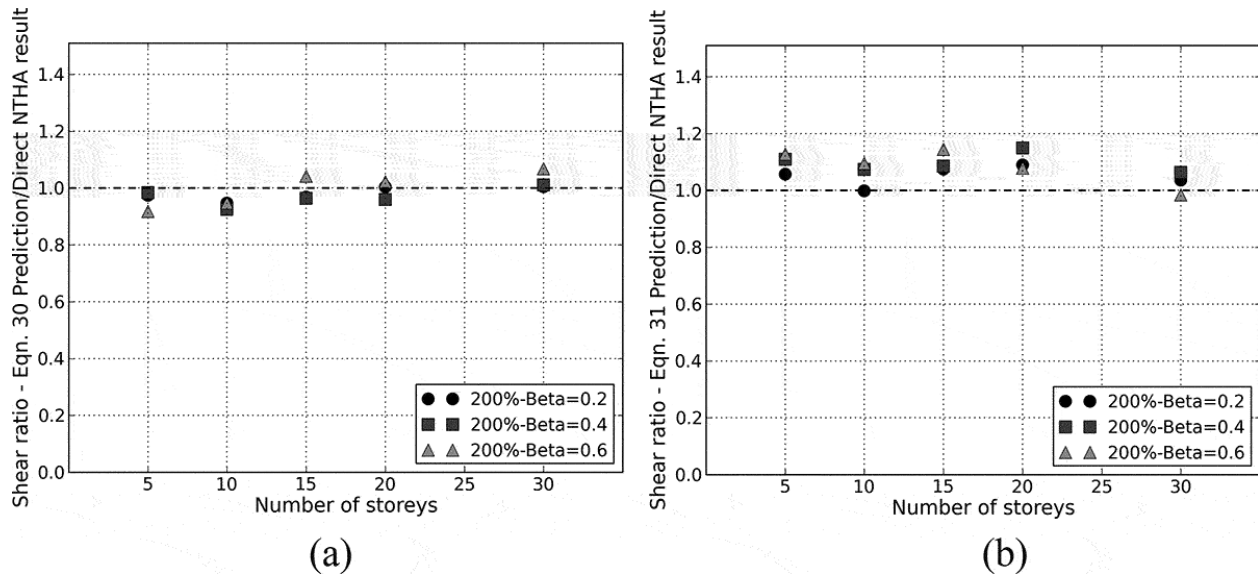 Shear ratio - Eqn. 30 Prediction/Direct NTHA result
1.4
1.2
1.0
0.8
0.6
0.4
0.2
0.0
5 10 15 20 25 30
Number of storeys
200%-Beta=0.2
200%-Beta=0.4
200%-Beta=0.6
(a)
Shear ratio - Eqn. 31 Prediction/Direct NTHA result
1.4
1.2
1.0
0.8
0.6
0.4
0.2
0.0
5 10 15 20 25 30
Number of storeys
200%-Beta=0.2
200%-Beta=0.4
200%-Beta=0.6
(b)